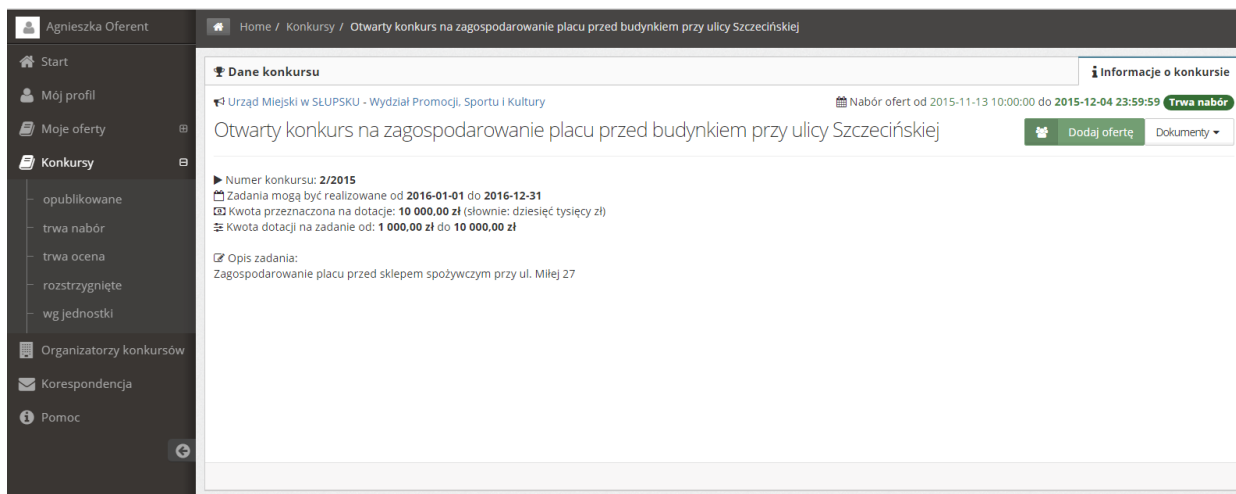 Agnieszka Oferent
Home / Konkursy / Otwarty konkurs na zagospodarowanie placu przed budynkiem przy ulicy Szczecińskiej
Start
Mój profil
Moje oferty
Konkursy
opublikowane
trwa nabór
trwa ocena
rozstrzygnięte
wg jednostki
Organizatorzy konkursów
Korespondencja
Pomoc
Dane konkursu
Informacje o konkursie
Urząd Miejski w SŁUPSKU - Wydział Promocji, Sportu i Kultury
Nabór ofert od 2015-11-13 10:00:00 do 2015-12-04 23:59:59 Trwa nabór
Otwarty konkurs na zagospodarowanie placu przed budynkiem przy ulicy Szczecińskiej
Dodaj ofertę
Dokumenty
Numer konkursu: 2/2015
Zadania mogą być realizowane od 2016-01-01 do 2016-12-31
Kwota przeznaczona na dotacje: 10 000,00 zł (słownie: dziesięć tysięcy zł)
Kwota dotacji na zadanie od: 1 000,00 zł do 10 000,00 zł
Opis zadania:
Zagospodarowanie placu przed sklepem spożywczym przy ul. Miłej 27